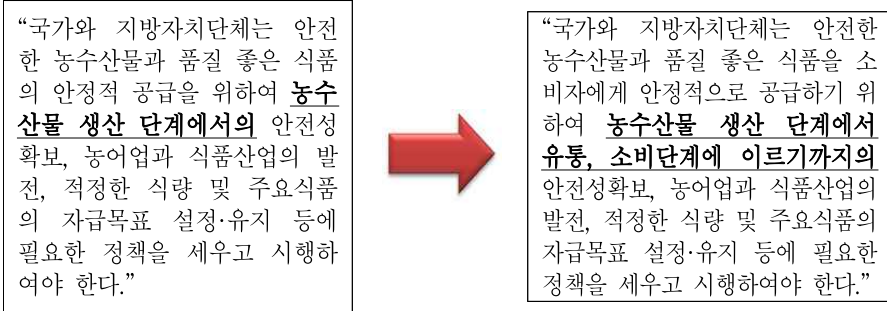 “국가와 지방자치단체는 안전
한 농수산물과 품질 좋은 식품
의 안정적 공급을 위하여 농수
산물 생산 단계에서의 안전성
확보, 농어업과 식품산업의 발
전, 적정한 식량 및 주요식품
의 자급목표 설정·유지 등에
필요한 정책을 세우고 시행하
여야 한다.”
“국가와 지방자치단체는 안전한
농수산물과 품질 좋은 식품을 소
비자에게 안정적으로 공급하기 위
하여 농수산물 생산 단계에서
유통, 소비단계에 이르기까지의
안전성확보, 농어업과 식품산업의
발전, 적정한 식량 및 주요식품의
자급목표 설정·유지 등에 필요한
정책을 세우고 시행하여야 한다.”